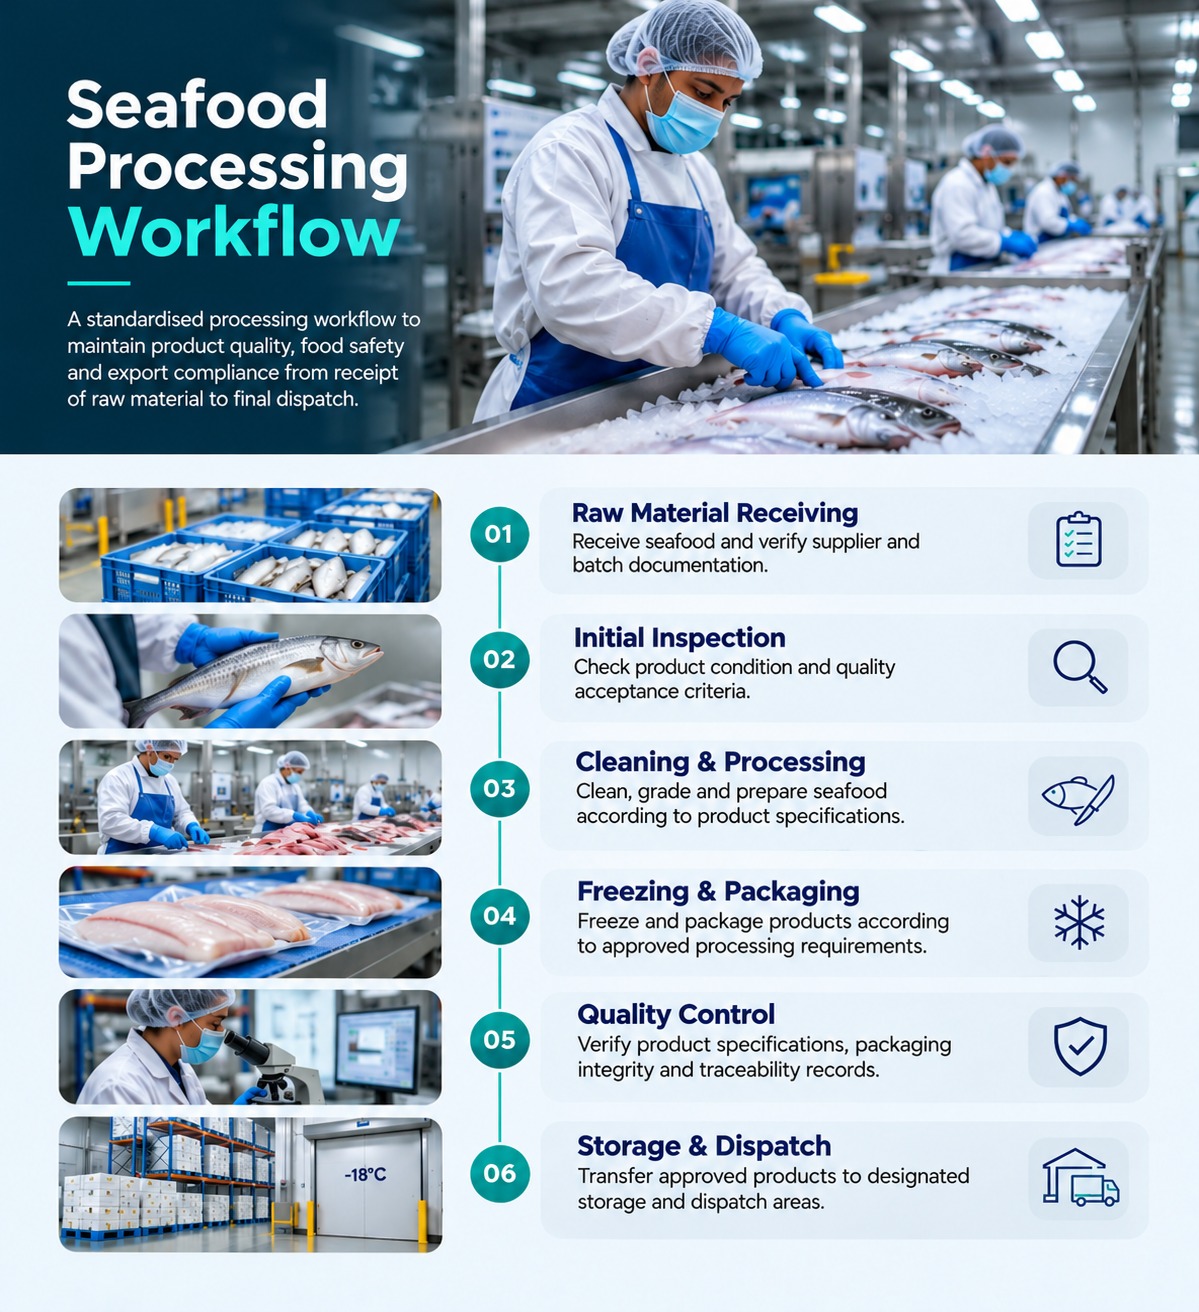 Seafood
Processing
Workflow
A standardised processing workflow to
maintain product quality, food safety
and export compliance from receipt
of raw material to final dispatch.
01
Raw Material Receiving
Receive seafood and verify supplier and
batch documentation.
02
Initial Inspection
Check product condition and quality
acceptance criteria.
03
Cleaning & Processing
Clean, grade and prepare seafood
according to product specifications.
04
Freezing & Packaging
Freeze and package products according
to approved processing requirements.
05
Quality Control
Verify product specifications, packaging
integrity and traceability records.
-18°C
06
Storage & Dispatch
Transfer approved products to designated
storage and dispatch areas.